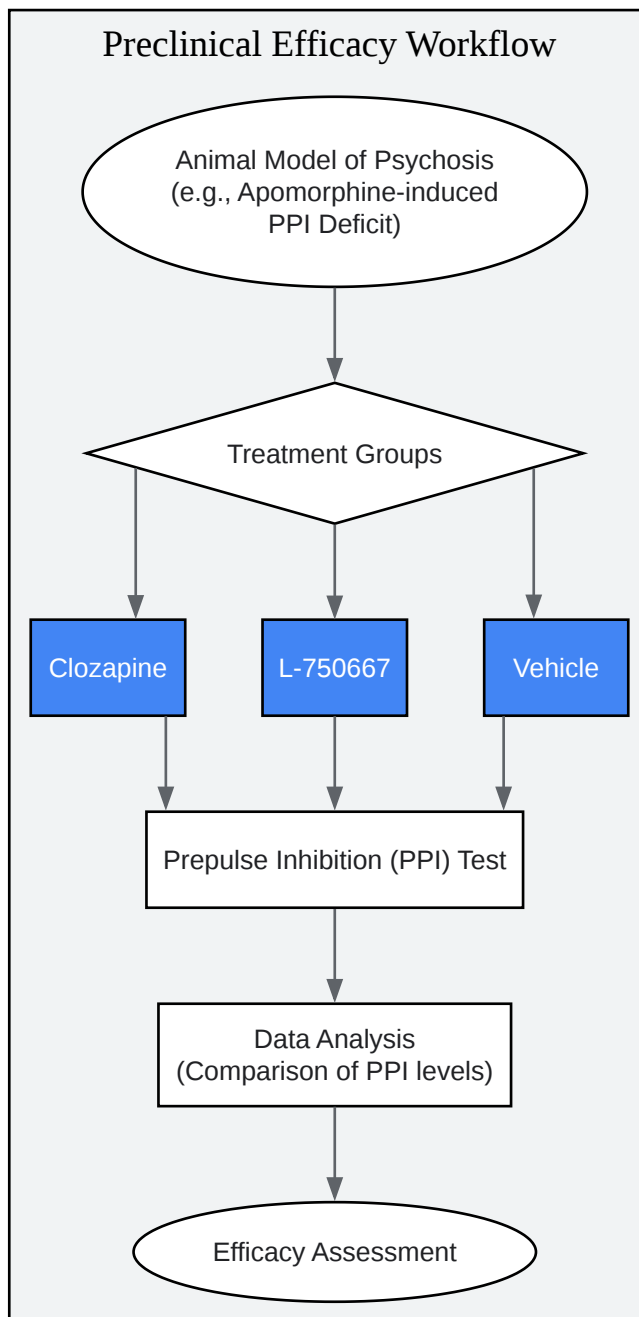 Preclinical Efficacy Workflow
Animal Model of Psychosis
(e.g., Apomorphine-induced
PPI Deficit)
Treatment Groups
Clozapine
L-750667
Vehicle
Prepulse Inhibition (PPI) Test
Data Analysis
(Comparison of PPI levels)
Efficacy Assessment